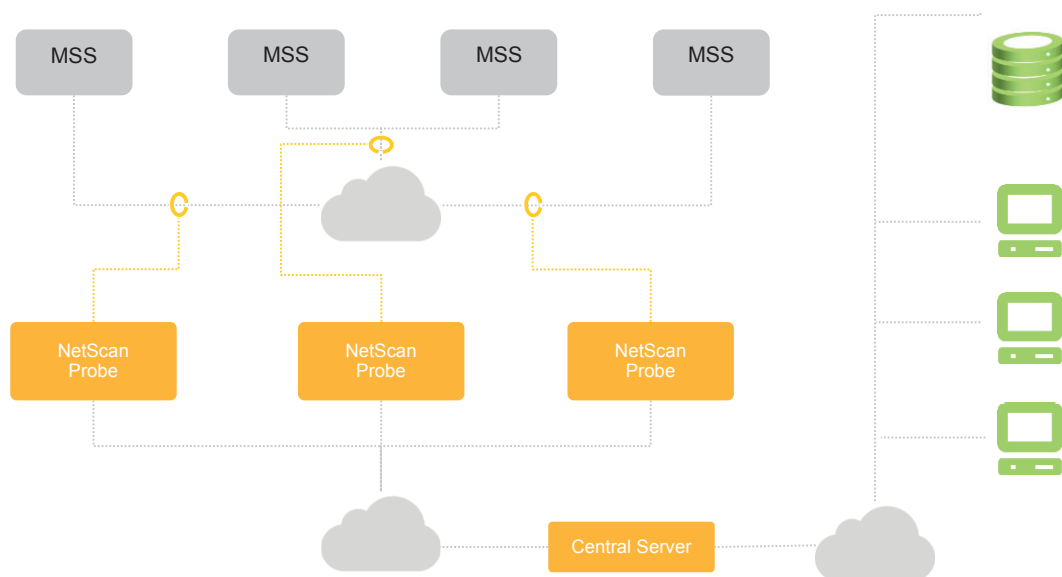 MSS
MSS
MSS
MSS
NetScan
Probe
NetScan
Probe
NetScan
Probe
Central Server